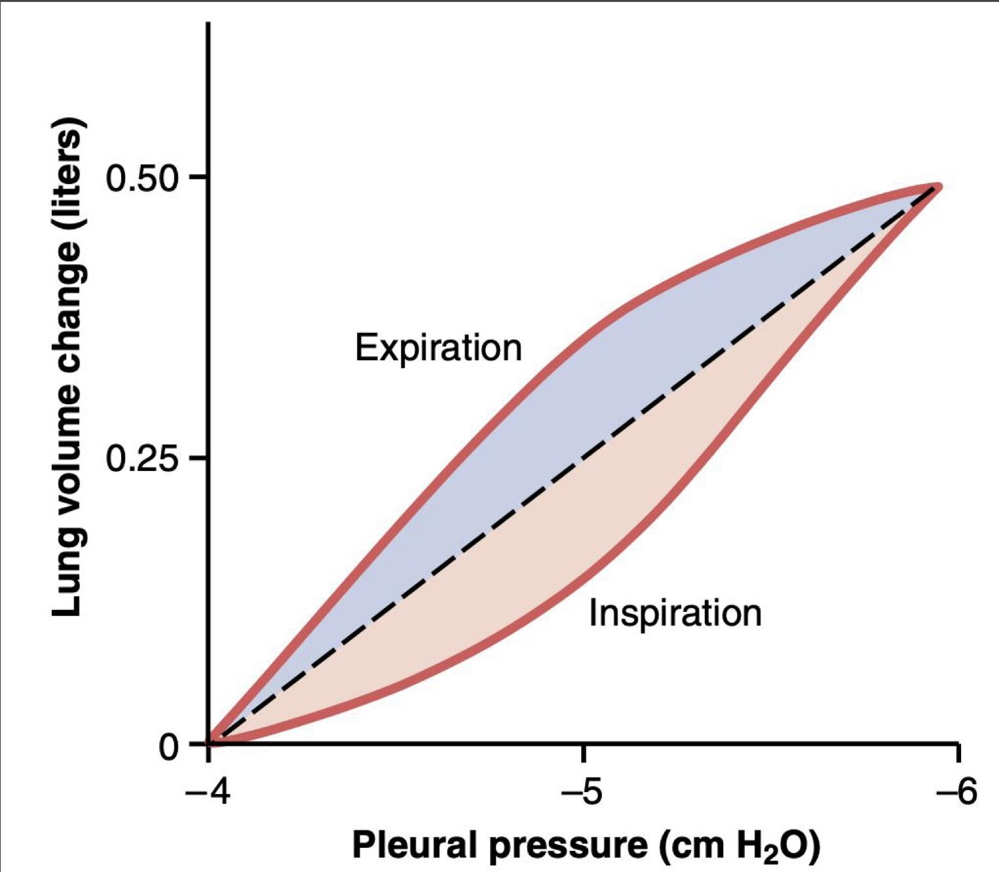 Lung volume change (liters)
0.50
Expiration
0.25
Inspiration
0
–4
–5
–6
Pleural pressure (cm H₂O)